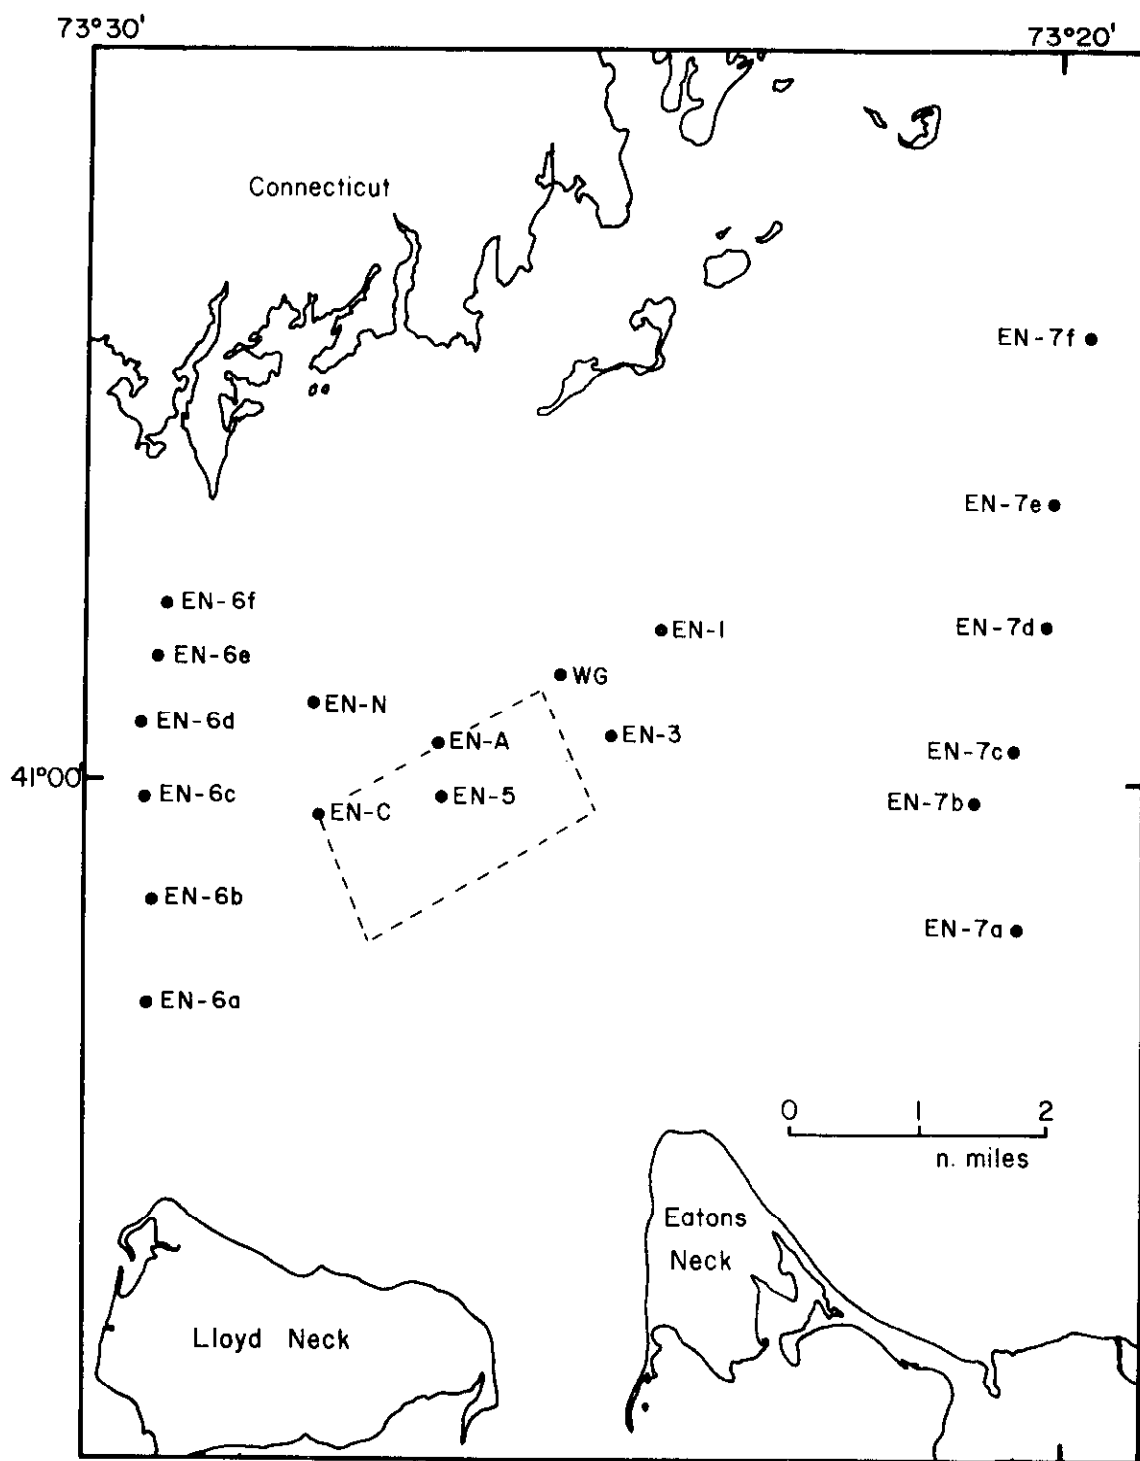 73°30'
73°20'
Connecticut
EN-7f
EN-7e
EN-6f
EN-1
EN-7d
EN-6e
WG
EN-N
EN-6d
EN-A
EN-3
EN-7c
41°00'
EN-6c
EN-5
EN-7b
EN-C
EN-6b
EN-7a
EN-6a
0 1 2
n. miles
Eatons
Neck
Lloyd Neck